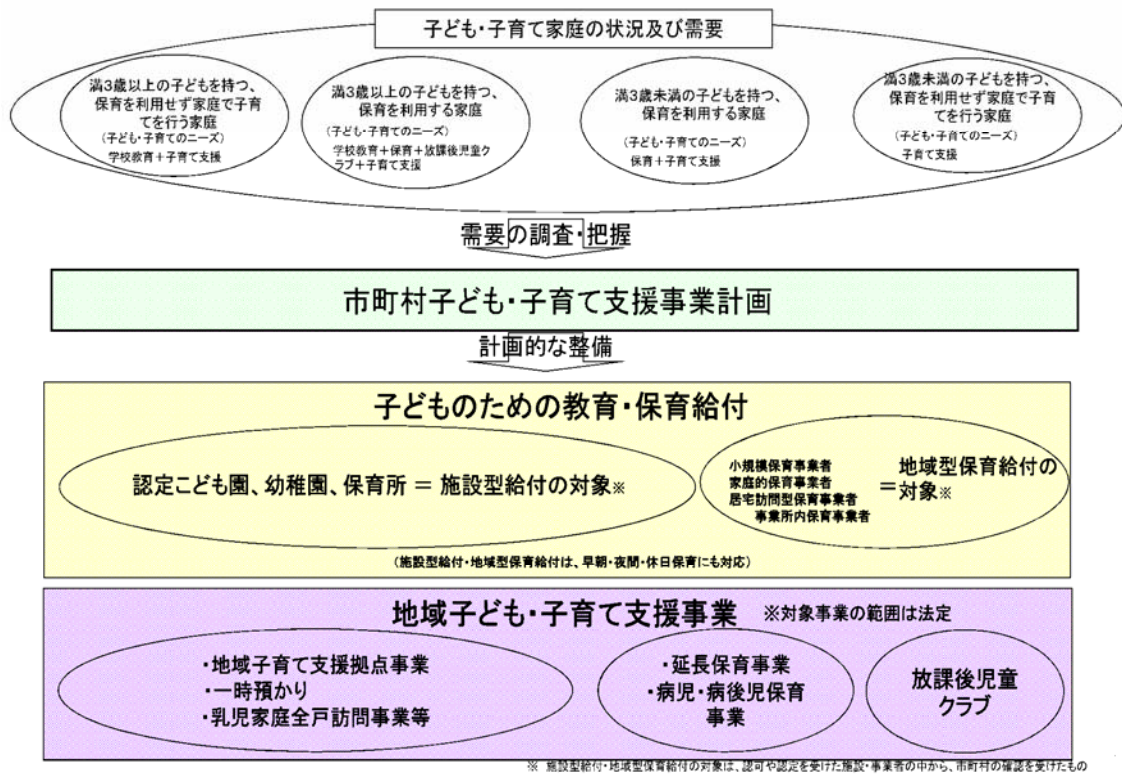 子ども・子育て家庭の状況及び需要
満3歳以上の子どもを持つ、
保育を利用せず家庭で子育
てを行う家庭
(子ども・子育てのニーズ)
学校教育+子育て支援
満3歳以上の子どもを持つ、
保育を利用する家庭
(子ども・子育てのニーズ)
学校教育+保育+放課後児童ク
ラブ+子育て支援
満3歳未満の子どもを持つ、
保育を利用する家庭
(子ども・子育てのニーズ)
保育+子育て支援
満3歳未満の子どもを持つ、
保育を利用せず家庭で子育
てを行う家庭
(子ども・子育てのニーズ)
子育て支援
需要の調査・把握
市町村子ども・子育て支援事業計画
計画的な整備
子どものための教育・保育給付
認定こども園、幼稚園、保育所 = 施設型給付の対象※
小規模保育事業者
家庭的保育事業者
居宅訪問型保育事業者
事業所内保育事業者
=地域型保育給付の
対象※
(施設型給付・地域型保育給付は、早朝・夜間・休日保育にも対応)
地域子ども・子育て支援事業 ※対象事業の範囲は法定
・地域子育て支援拠点事業
・一時預かり
・乳児家庭全戸訪問事業等
・延長保育事業
・病児・病後児保育
事業
放課後児童
クラブ
※ 施設型給付・地域型保育給付の対象は、認可や認定を受けた施設・事業者の中から、市町村の確認を受けたもの